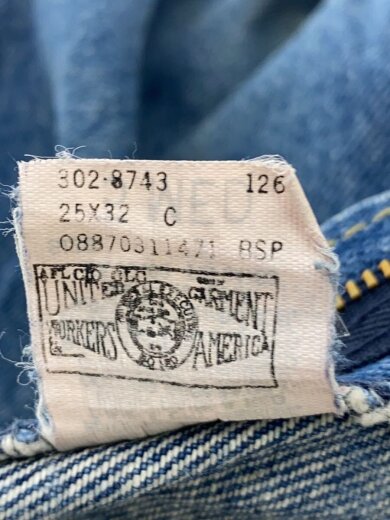 302-8743 126
25X32 C
08870311471 BSP
AFL CIO-CLC
UNITED GARMENT
WORKERS AMERICA